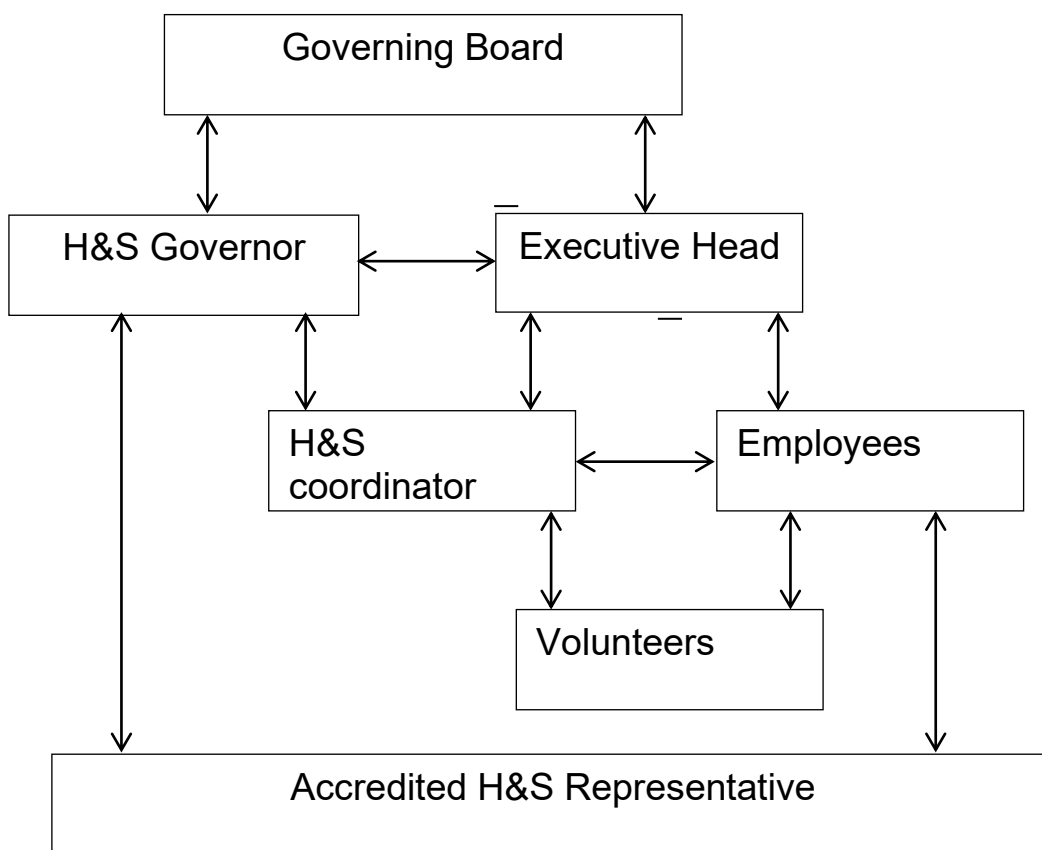 Governing Board
H&S Governor
Executive Head
H&S
coordinator
Employees
Volunteers
Accredited H&S Representative